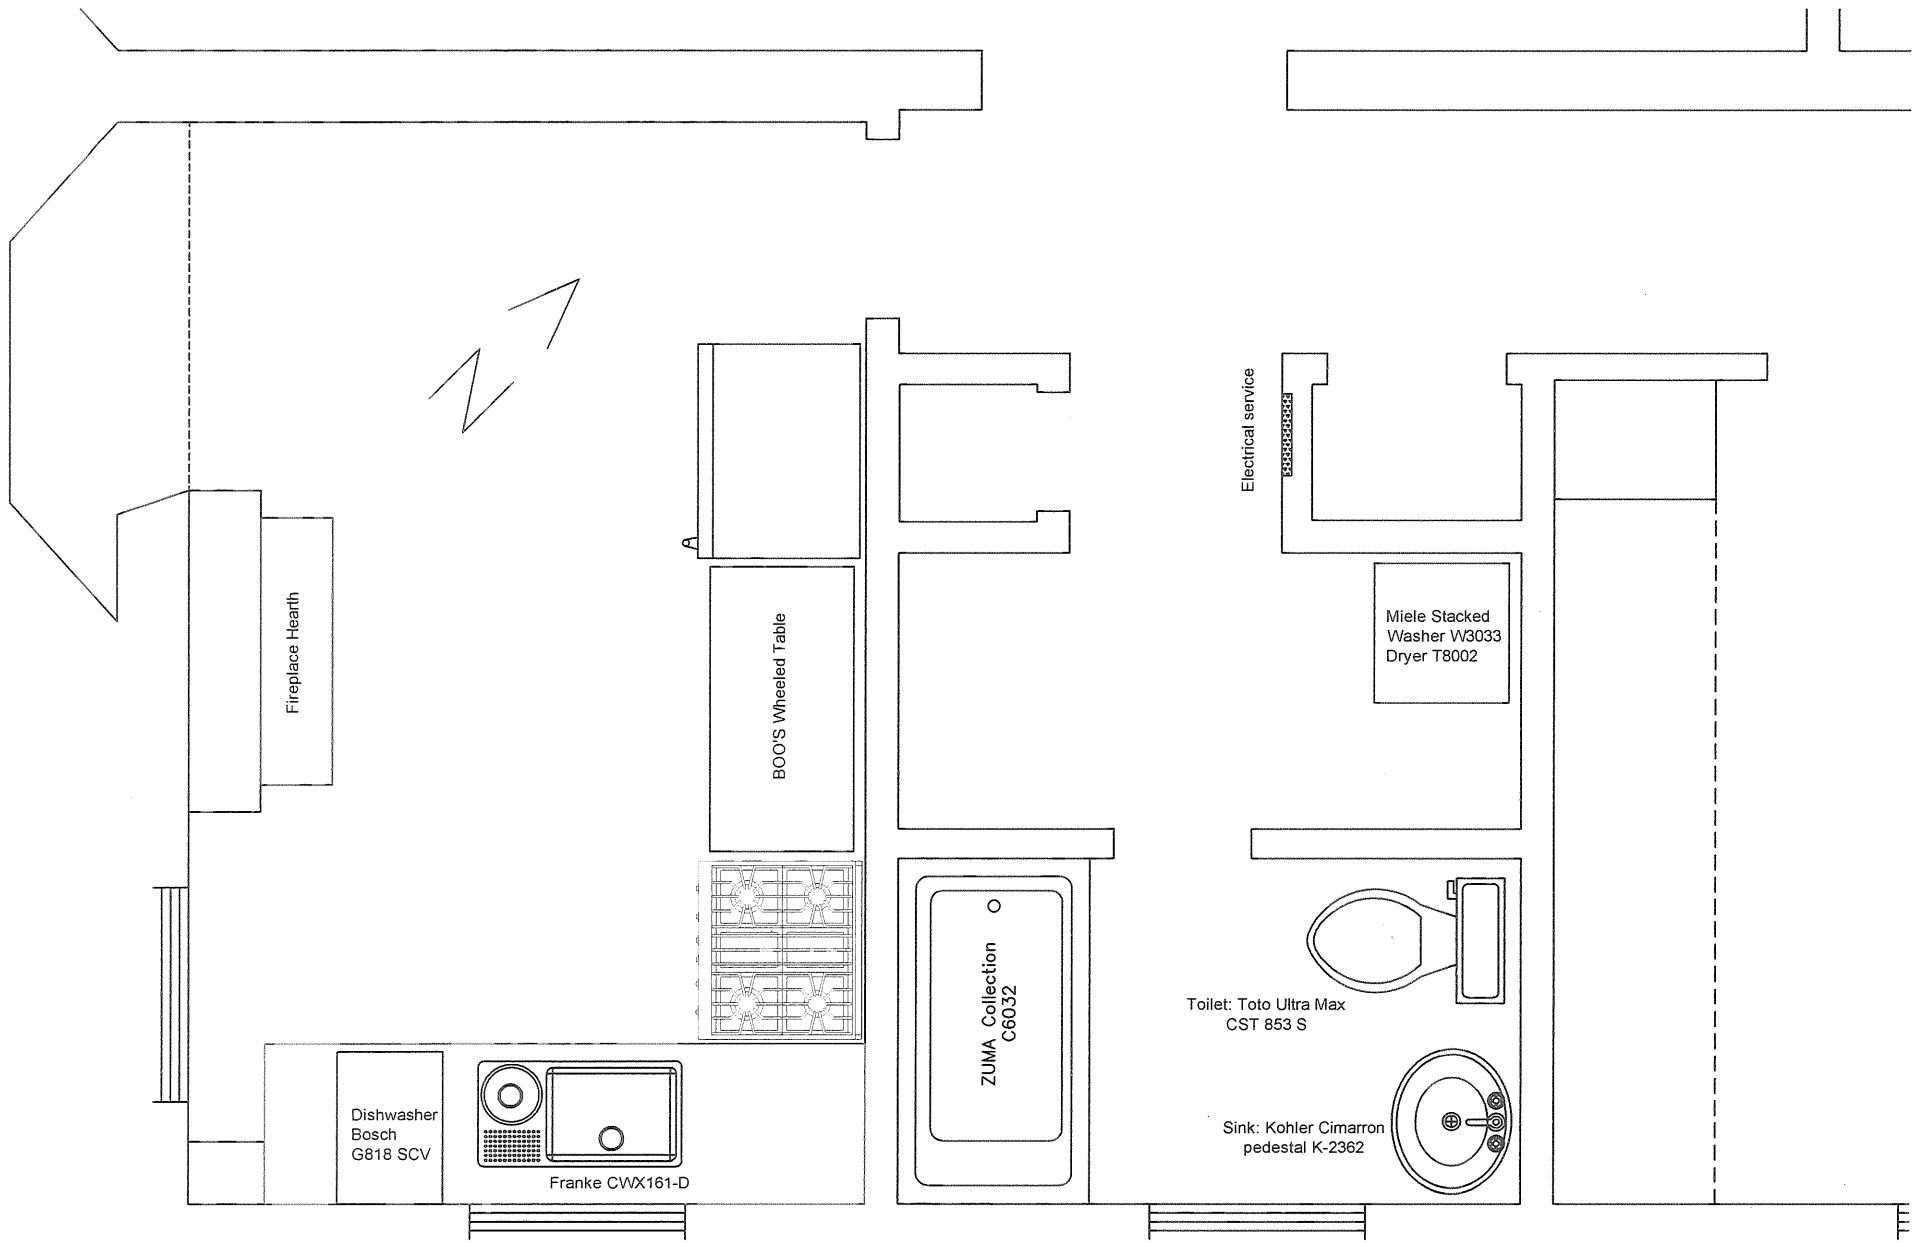 N
Electrical service
Fireplace Hearth
BOO'S Wheeled Table
Miele Stacked
Washer W3033
Dryer T8002
ZUMA Collection
C6032
Toilet: Toto Ultra Max
CST 853 S
Dishwasher
Bosch
G818 SCV
Franke CWX161-D
Sink: Kohler Cimarron
pedestal K-2362